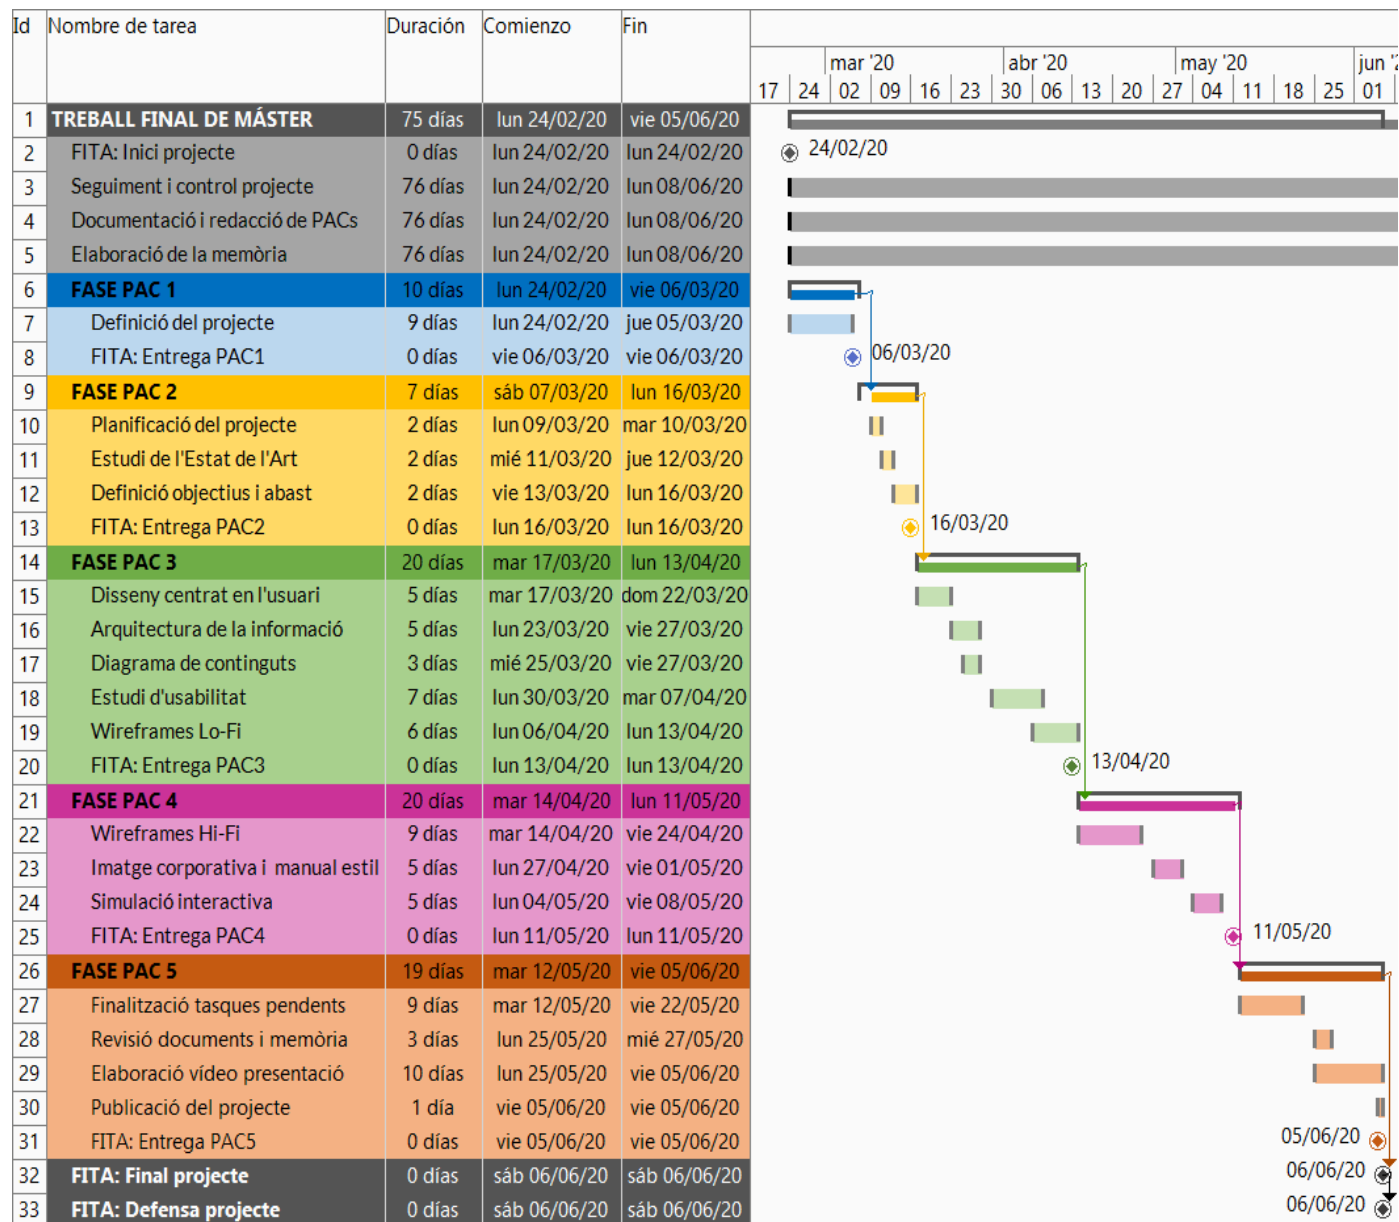 Id Nombre de tarea Duración Comienzo Fin
mar '20 abr '20 may '20 jun '2
17 24 02 09 16 23 30 06 13 20 27 04 11 18 25 01
1 TREBALL FINAL DE MÁSTER 75 días lun 24/02/20 vie 05/06/20
2 FITA: Inici projecte 0 días lun 24/02/20 lun 24/02/20 24/02/20
3 Seguiment i control projecte 76 días lun 24/02/20 lun 08/06/20
4 Documentació i redacció de PACs 76 días lun 24/02/20 lun 08/06/20
5 Elaboració de la memòria 76 días lun 24/02/20 lun 08/06/20
6 FASE PAC 1 10 días lun 24/02/20 vie 06/03/20
7 Definició del projecte 9 días lun 24/02/20 jue 05/03/20
8 FITA: Entrega PAC1 0 días vie 06/03/20 vie 06/03/20 06/03/20
9 FASE PAC 2 7 días sáb 07/03/20 lun 16/03/20
10 Planificació del projecte 2 días lun 09/03/20 mar 10/03/20
11 Estudi de l'Estat de l'Art 2 días mié 11/03/20 jue 12/03/20
12 Definició objectius i abast 2 días vie 13/03/20 lun 16/03/20
13 FITA: Entrega PAC2 0 días lun 16/03/20 lun 16/03/20 16/03/20
14 FASE PAC 3 20 días mar 17/03/20 lun 13/04/20
15 Disseny centrat en l'usuari 5 días mar 17/03/20 dom 22/03/20
16 Arquitectura de la informació 5 días lun 23/03/20 vie 27/03/20
17 Diagrama de continguts 3 días mié 25/03/20 vie 27/03/20
18 Estudi d'usabilitat 7 días lun 30/03/20 mar 07/04/20
19 Wireframes Lo-Fi 6 días lun 06/04/20 lun 13/04/20
20 FITA: Entrega PAC3 0 días lun 13/04/20 lun 13/04/20 13/04/20
21 FASE PAC 4 20 días mar 14/04/20 lun 11/05/20
22 Wireframes Hi-Fi 9 días mar 14/04/20 vie 24/04/20
23 Imatge corporativa i manual estil 5 días lun 27/04/20 vie 01/05/20
24 Simulació interactiva 5 días lun 04/05/20 vie 08/05/20
25 FITA: Entrega PAC4 0 días lun 11/05/20 lun 11/05/20 11/05/20
26 FASE PAC 5 19 días mar 12/05/20 vie 05/06/20
27 Finalització tasques pendents 9 días mar 12/05/20 vie 22/05/20
28 Revisió documents i memòria 3 días lun 25/05/20 mié 27/05/20
29 Elaboració vídeo presentació 10 días lun 25/05/20 vie 05/06/20
30 Publicació del projecte 1 día vie 05/06/20 vie 05/06/20
31 FITA: Entrega PAC5 0 días vie 05/06/20 vie 05/06/20 05/06/20
32 FITA: Final projecte 0 días sáb 06/06/20 sáb 06/06/20 06/06/20
33 FITA: Defensa projecte 0 días sáb 06/06/20 sáb 06/06/20 06/06/20